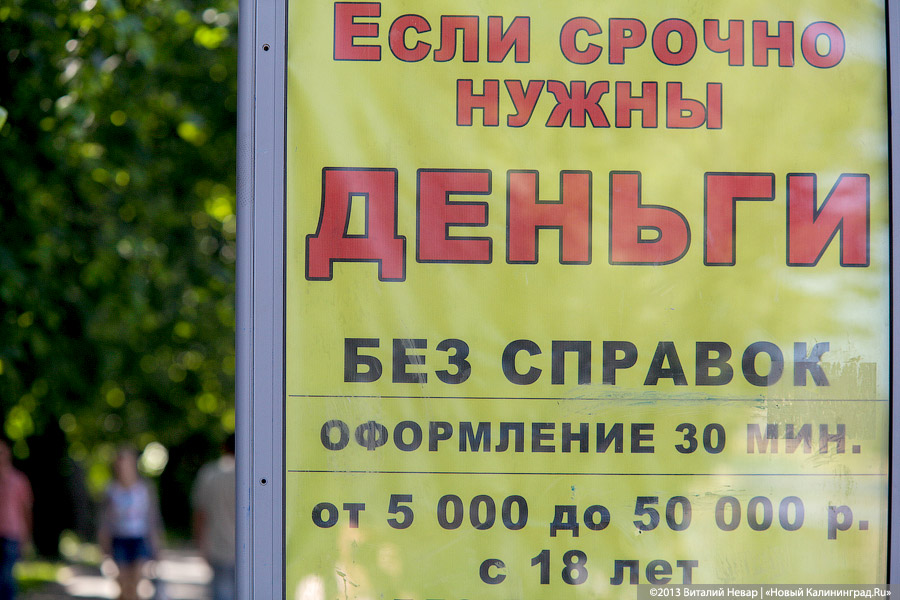 Если срочно
нужны
деньги
БЕЗ СПРАВОК
ОФОРМЛЕНИЕ 30 МИН.
от 5 000 до 50 000 р.
с 18 лет
©2013 Виталий Невар | «Новый Калининград.Ru»